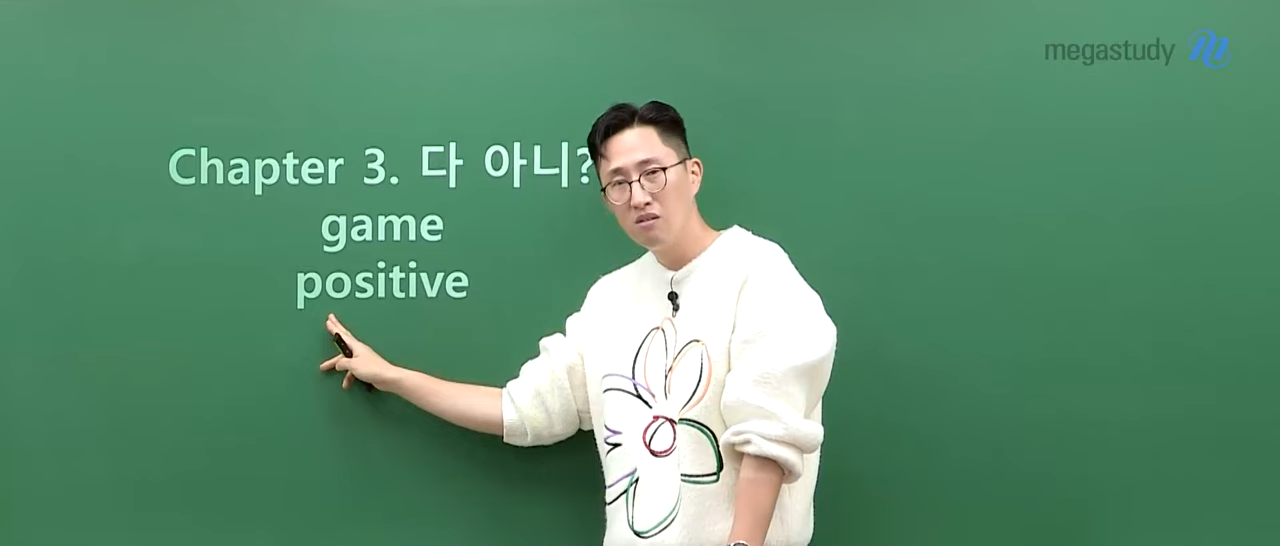 megastudy
Chapter 3. 다 아니?
game
positive